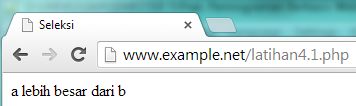 Seleksi
www.example.net/latihan4.1.php
a lebih besar dari b